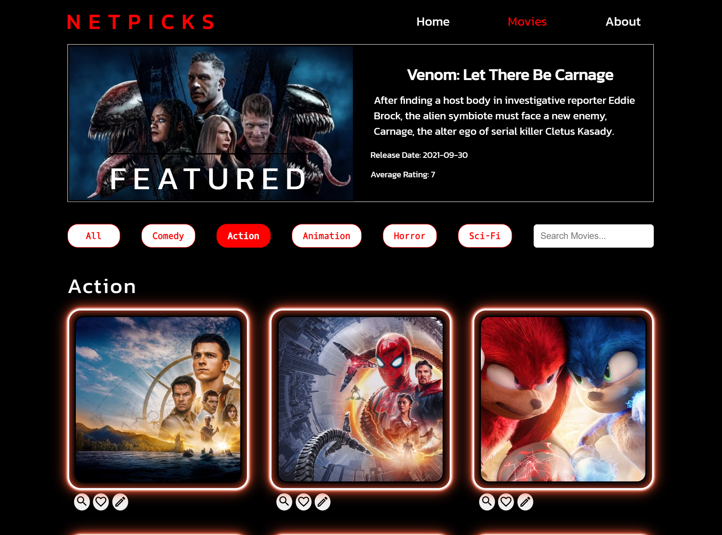 NETPICKS
Home
Movies
About
Venom: Let There Be Carnage
After finding a host body in investigative reporter Eddie
Brock, the alien symbiote must face a new enemy,
Carnage, the alter ego of serial killer Cletus Kasady.
Release Date: 2021-09-30
Average Rating: 7
FEATURED
All
Comedy
Action
Animation
Horror
Sci-Fi
Search Movies...
Action